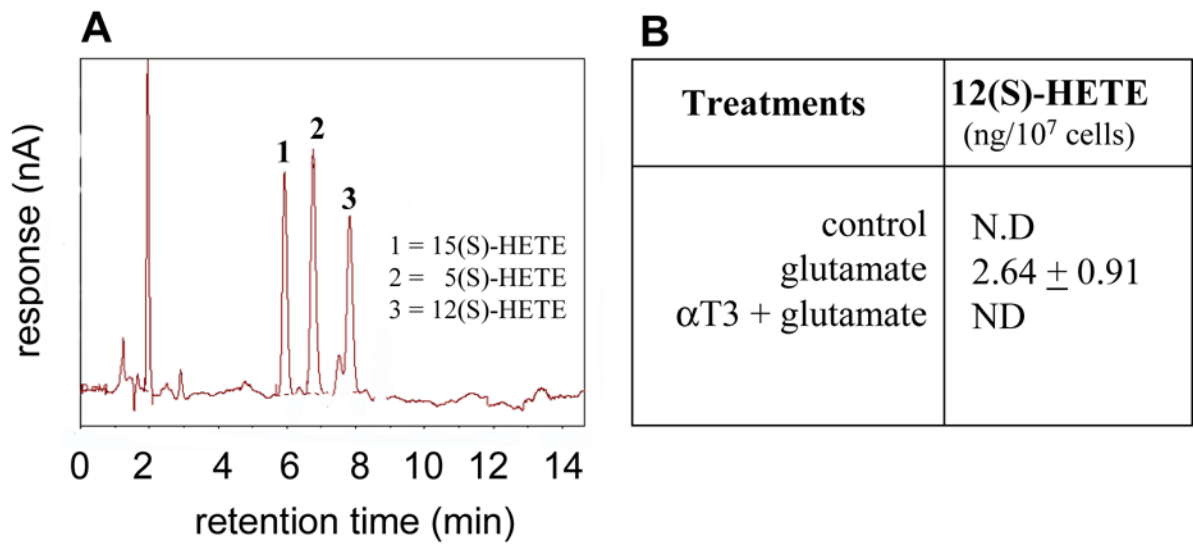 A
response (nA)
1
2
3
1 = 15(S)-HETE
2 = 5(S)-HETE
3 = 12(S)-HETE
0 2 4 6 8 10 12 14
retention time (min)
B
Treatments
12(S)-HETE
(ng/10⁷ cells)
control N.D
glutamate 2.64 ± 0.91
αT3 + glutamate ND